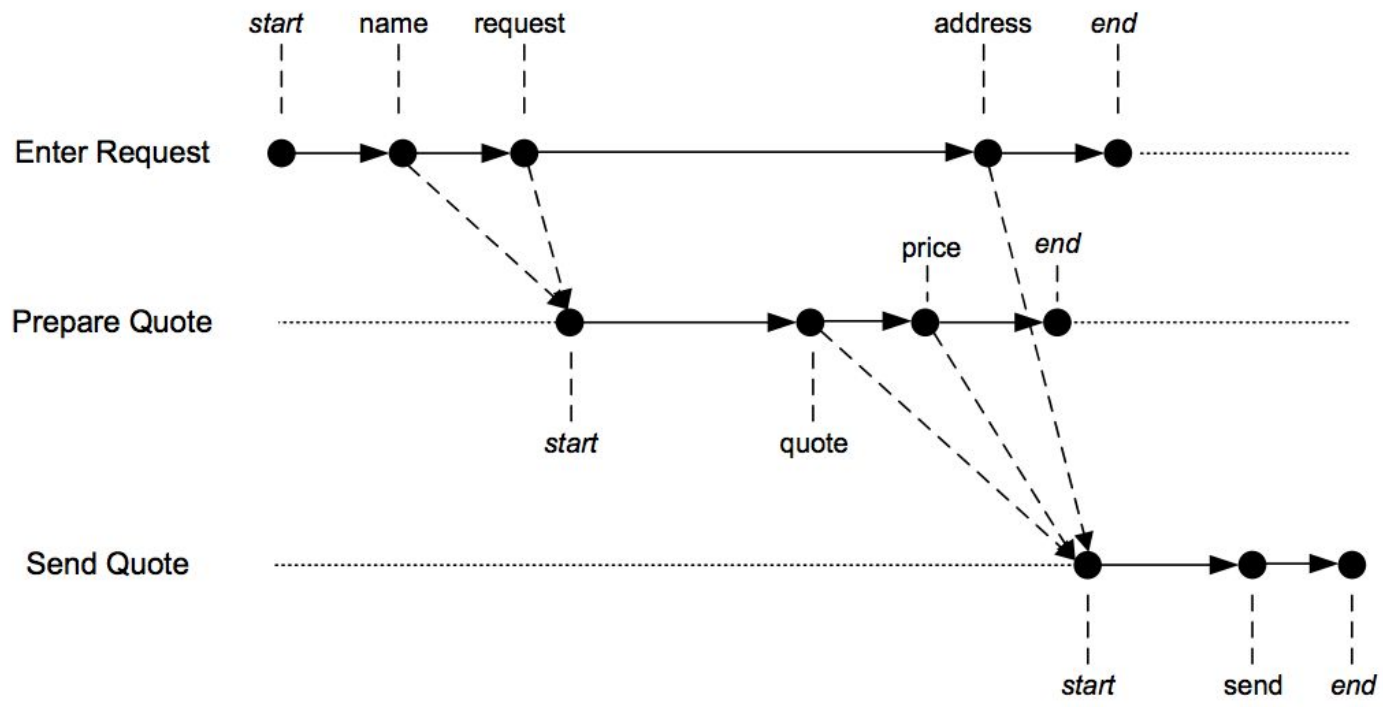 start name request address end
Enter Request
price end
Prepare Quote
start quote
Send Quote
start send end